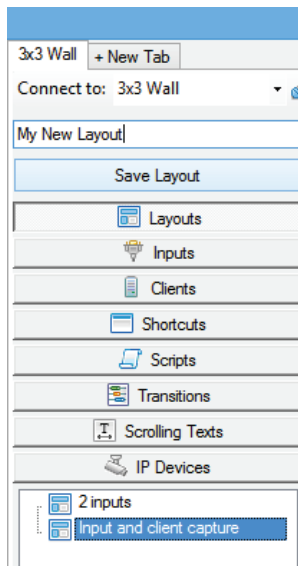 3x3 Wall + New Tab
Connect to: 3x3 Wall
My New Layout
Save Layout
Layouts
Inputs
Clients
Shortcuts
Scripts
Transitions
T Scrolling Texts
IP Devices
2 inputs
Input and client capture